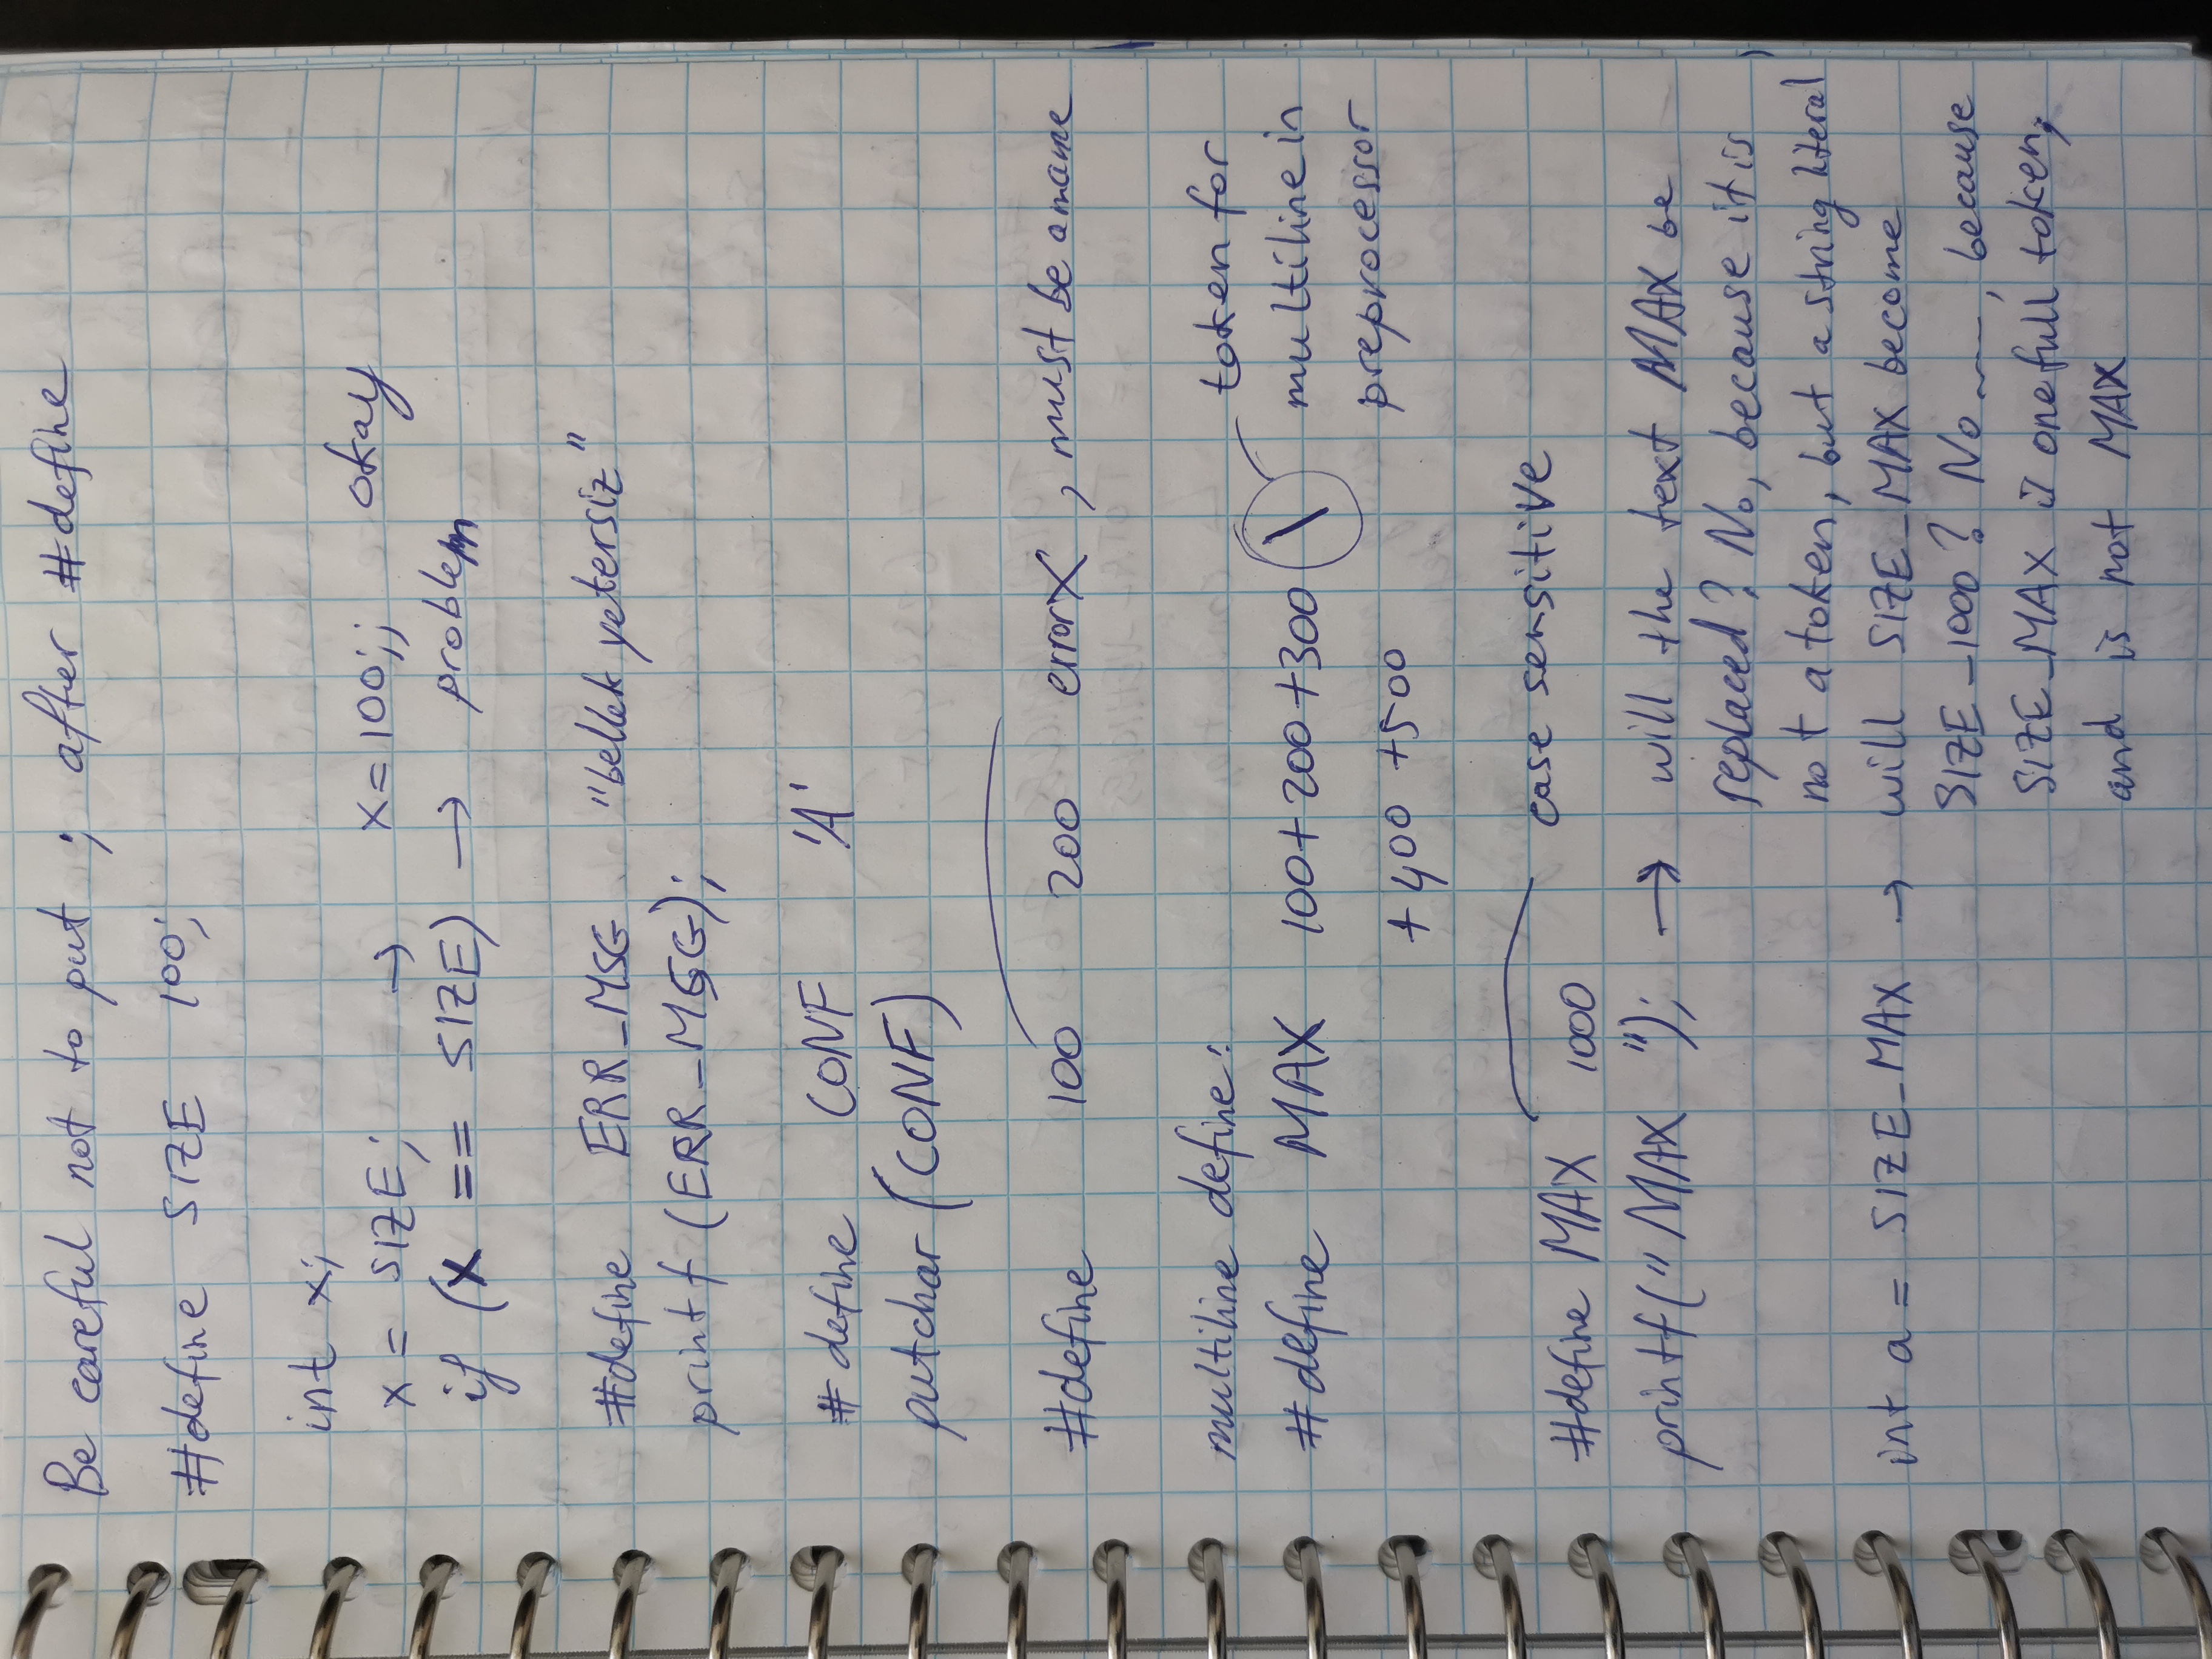 Be careful not to put ; after #define
#define SIZE 100;
int x;
x = SIZE; → x=100;; okay
if (x == SIZE) → problem
#define ERR_MSG "bellek yetersiz"
printf (ERR_MSG);
# define CONF 'A'
putchar (CONF)
#define 100 200 errorX , must be a name
multiline define:
#define MAX 100+200+300 \
+400 +500
token for
multiline in
preprocessor
case sensitive
#define MAX 1000
printf(" MAX "); → will the text MAX be
replaced? No, because it is
not a token, but a string literal
int a = SIZE_MAX → will SIZE_MAX become
SIZE_1000? No , because
SIZE_MAX is one full token,
and is not MAX